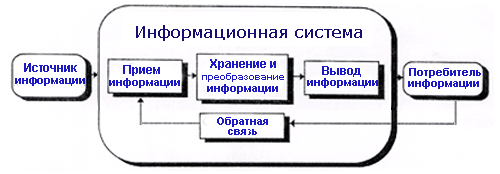 Информационная система
Источник
информации
Прием
информации
Хранение и
преобразование
информации
Вывод
информации
Потребитель
информации
Обратная
связь